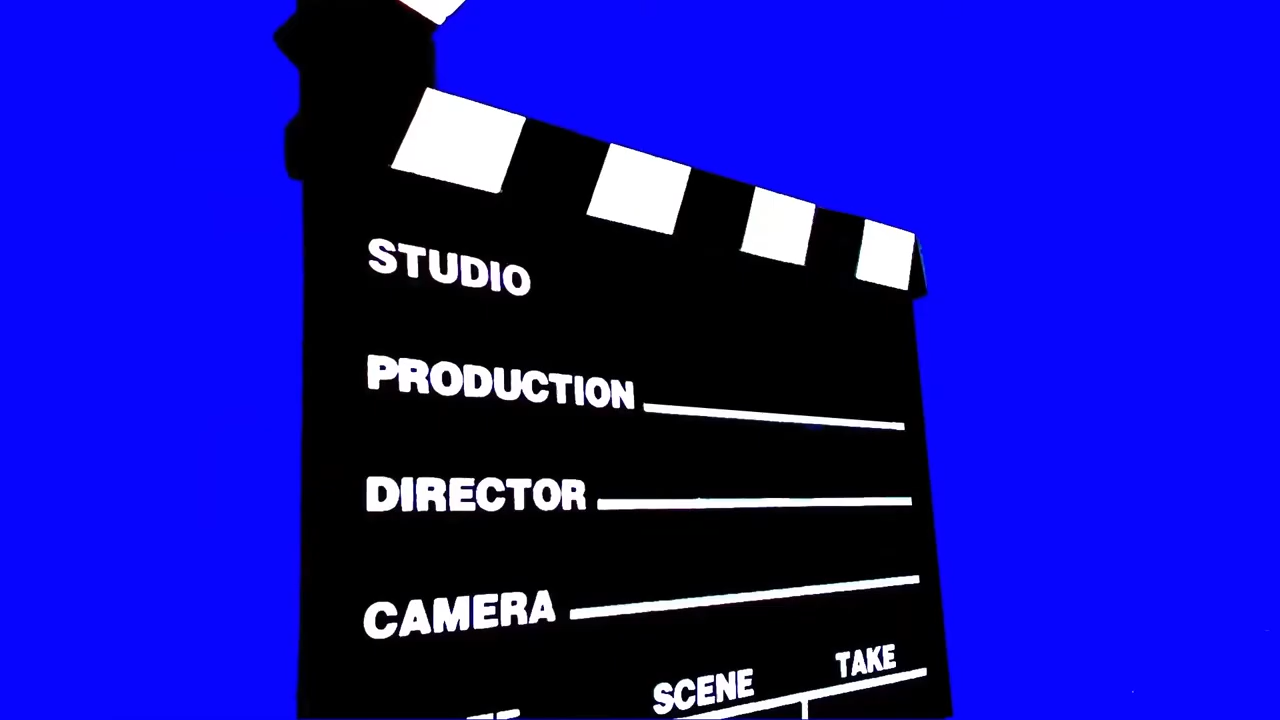 STUDIO
PRODUCTION
DIRECTOR
CAMERA
SCENE
TAKE